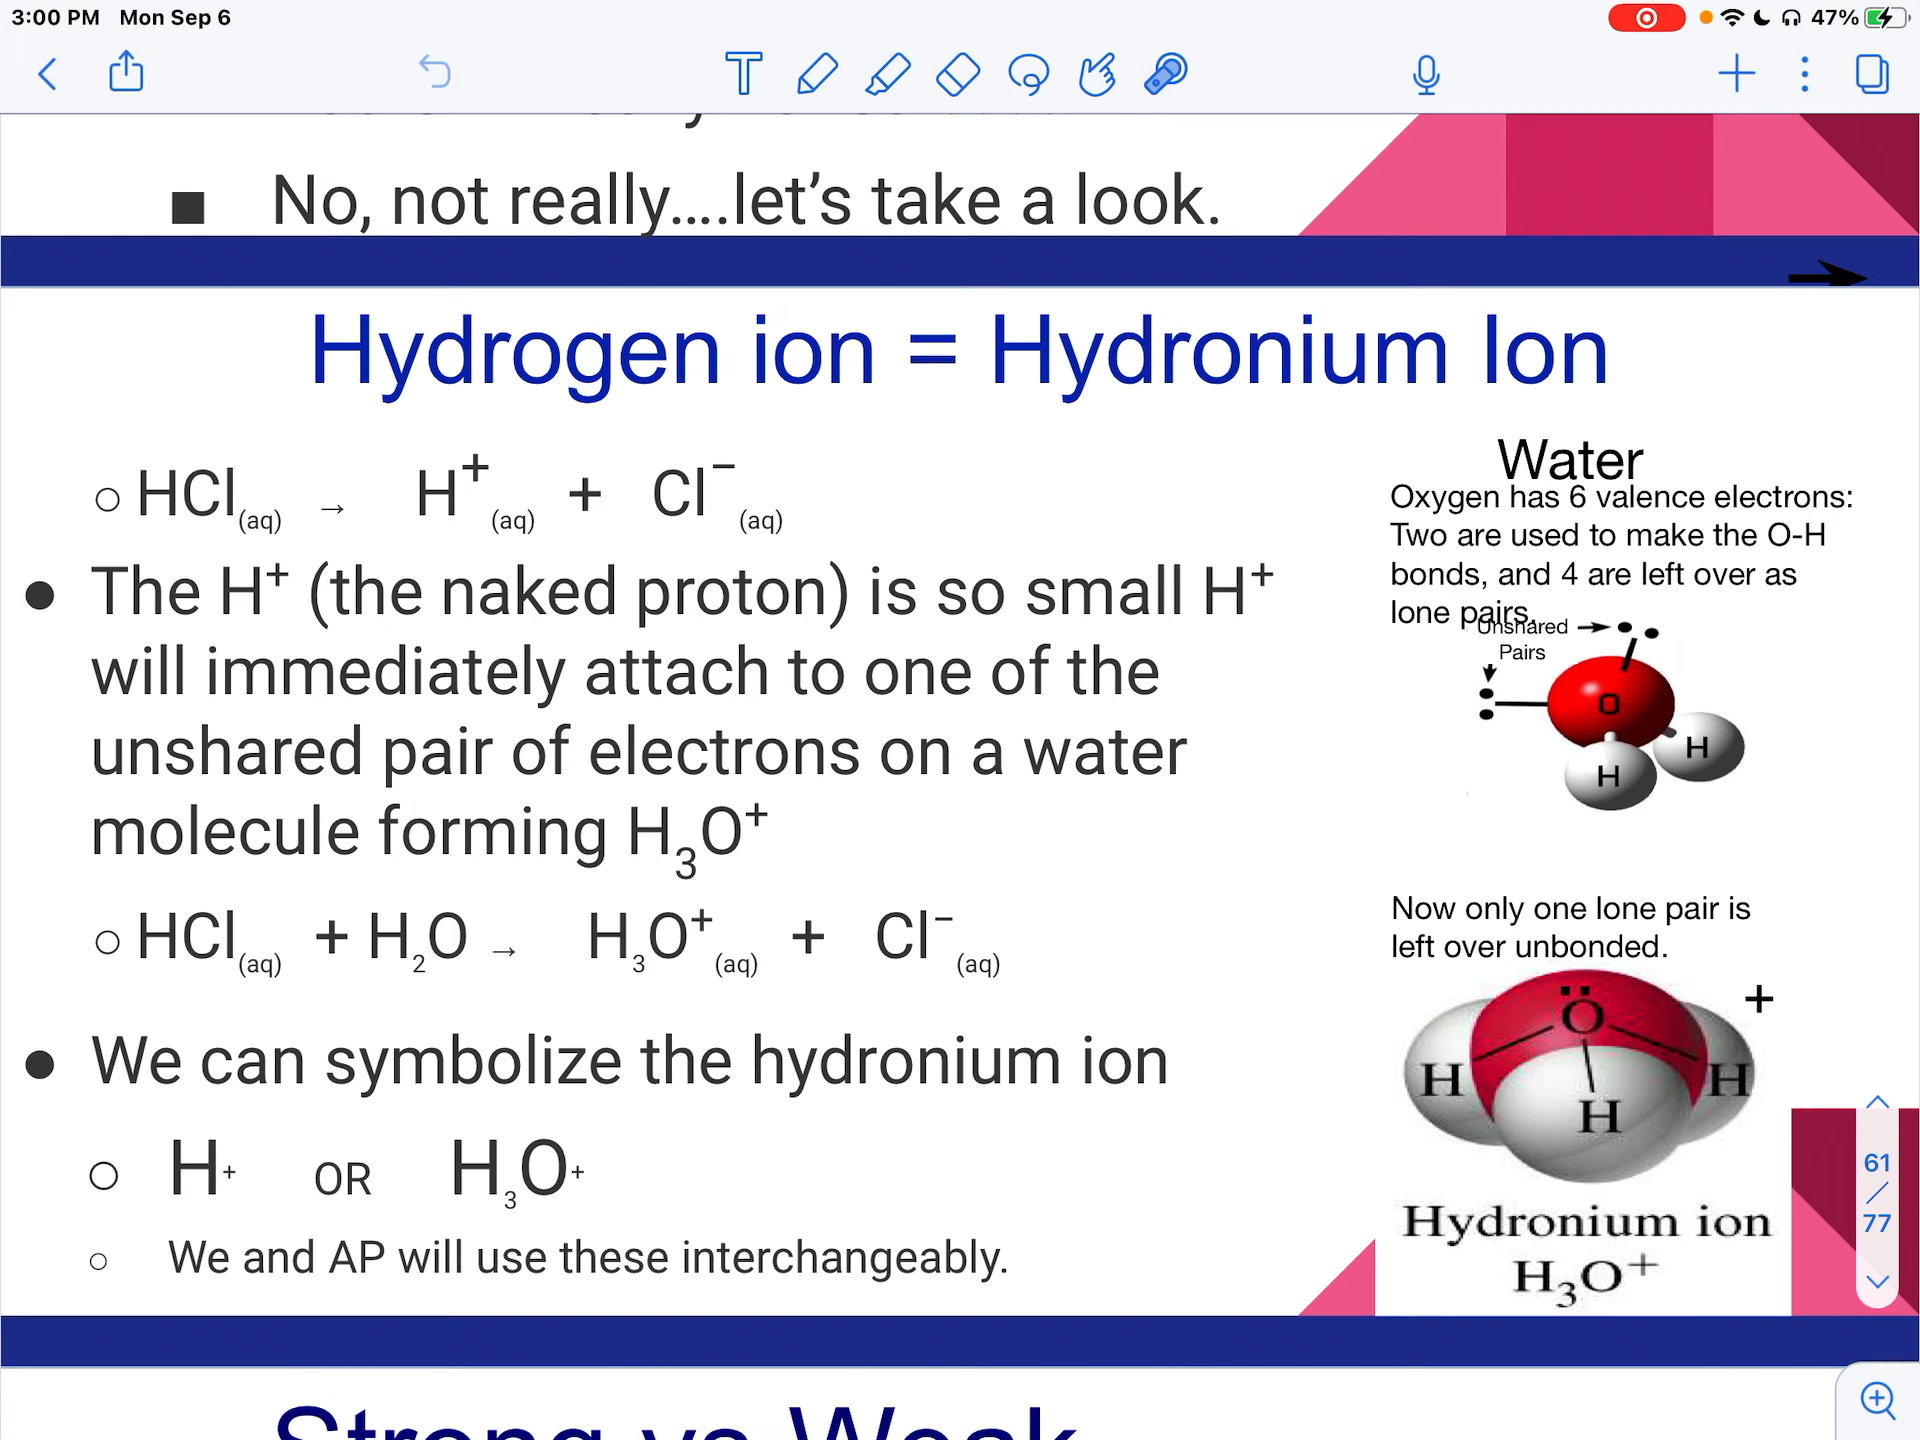 3:00 PM Mon Sep 6
47%
■ No, not really....let's take a look.
Hydrogen ion = Hydronium Ion
○ HCl(aq) → H⁺(aq) + Cl⁻(aq)
● The H⁺ (the naked proton) is so small H⁺
will immediately attach to one of the
unshared pair of electrons on a water
molecule forming H₃O⁺
○ HCl(aq) + H₂O → H₃O⁺(aq) + Cl⁻(aq)
● We can symbolize the hydronium ion
○ H⁺ OR H₃O⁺
○ We and AP will use these interchangeably.
Water
Oxygen has 6 valence electrons:
Two are used to make the O-H
bonds, and 4 are left over as
lone pairs.
Unshared
Pairs
O
H
H
Now only one lone pair is
left over unbonded.
+
O
H
H
H
Hydronium ion
H₃O⁺
61
/
77
Strong vs Weak